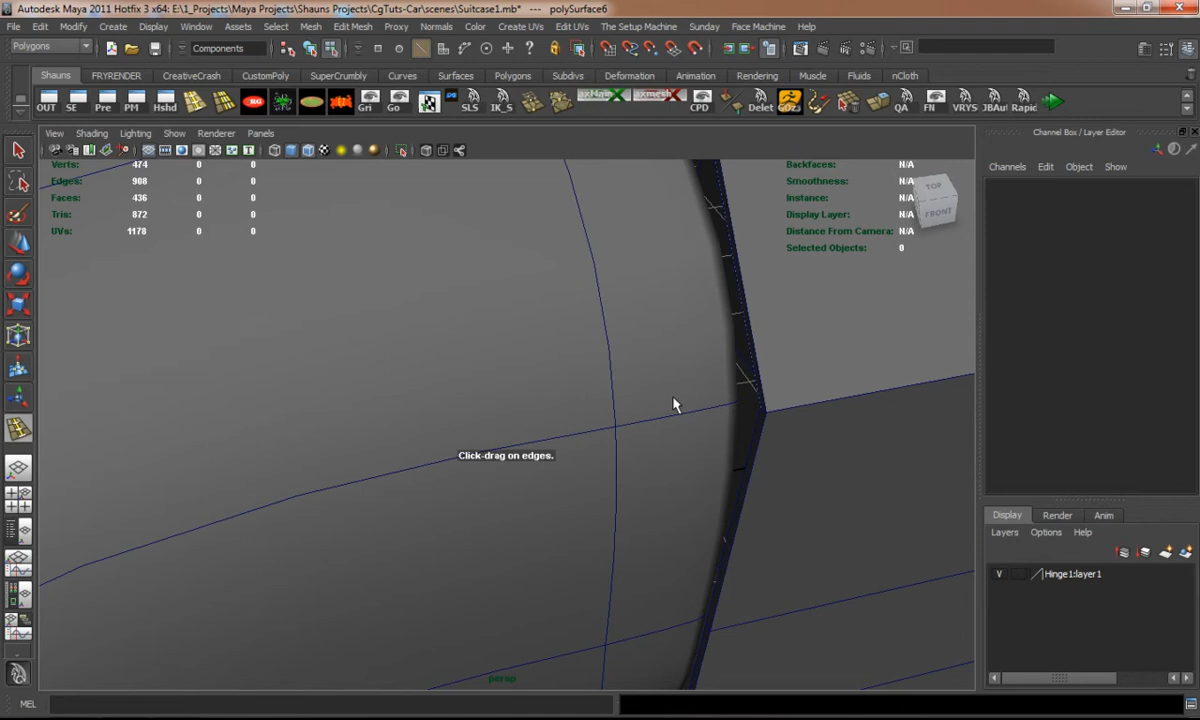 Autodesk Maya 2011 Hotfix 3 x64: E:\1_Projects\Maya Projects\Shauns Projects\CgTuts-Car\scenes\Suitcase1.mb* --- polySurface6
File Edit Modify Create Display Window Assets Select Mesh Edit Mesh Proxy Normals Color Create UVs Edit UVs The Setup Machine Sunday Muscle Help
Polygons Components
Shauns FRYRENDER CreativeCrash CustomPoly SuperCrumbly Curves Surfaces Polygons Subdivs Deformation Animation Rendering Muscle Fluids nCloth
OUT SE Pre PM Hshd RG Gri Go SLS IK_S axMain axmesh CPD Delet GOz3 QA FN VRYS JBAut Rapic
View Shading Lighting Show Renderer Panels
Channel Box / Layer Editor
Channels Edit Object Show
Verts: 474 0 0
Edges: 908 0 0
Faces: 436 0 0
Tris: 872 0 0
UVs: 1178 0 0
Backfaces: N/A
Smoothness: N/A
Instance: N/A
Display Layer: N/A
Distance From Camera: N/A
Selected Objects: 0
TOP
FRONT
Click-drag on edges.
persp
Display Render Anim
Layers Options Help
V Hinge1:layer1
MEL